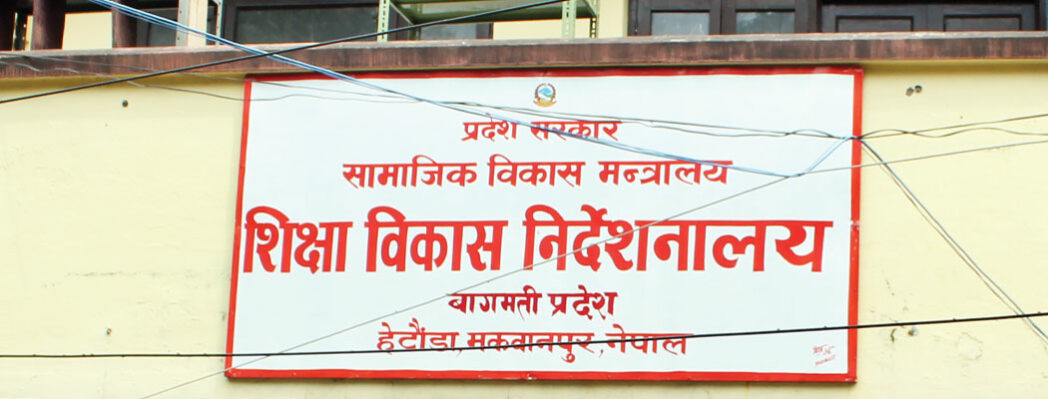 प्रदेश सरकार
सामाजिक विकास मन्त्रालय
शिक्षा विकास निर्देशनालय
बागमती प्रदेश
हेटौंडा, मकवानपुर, नेपाल